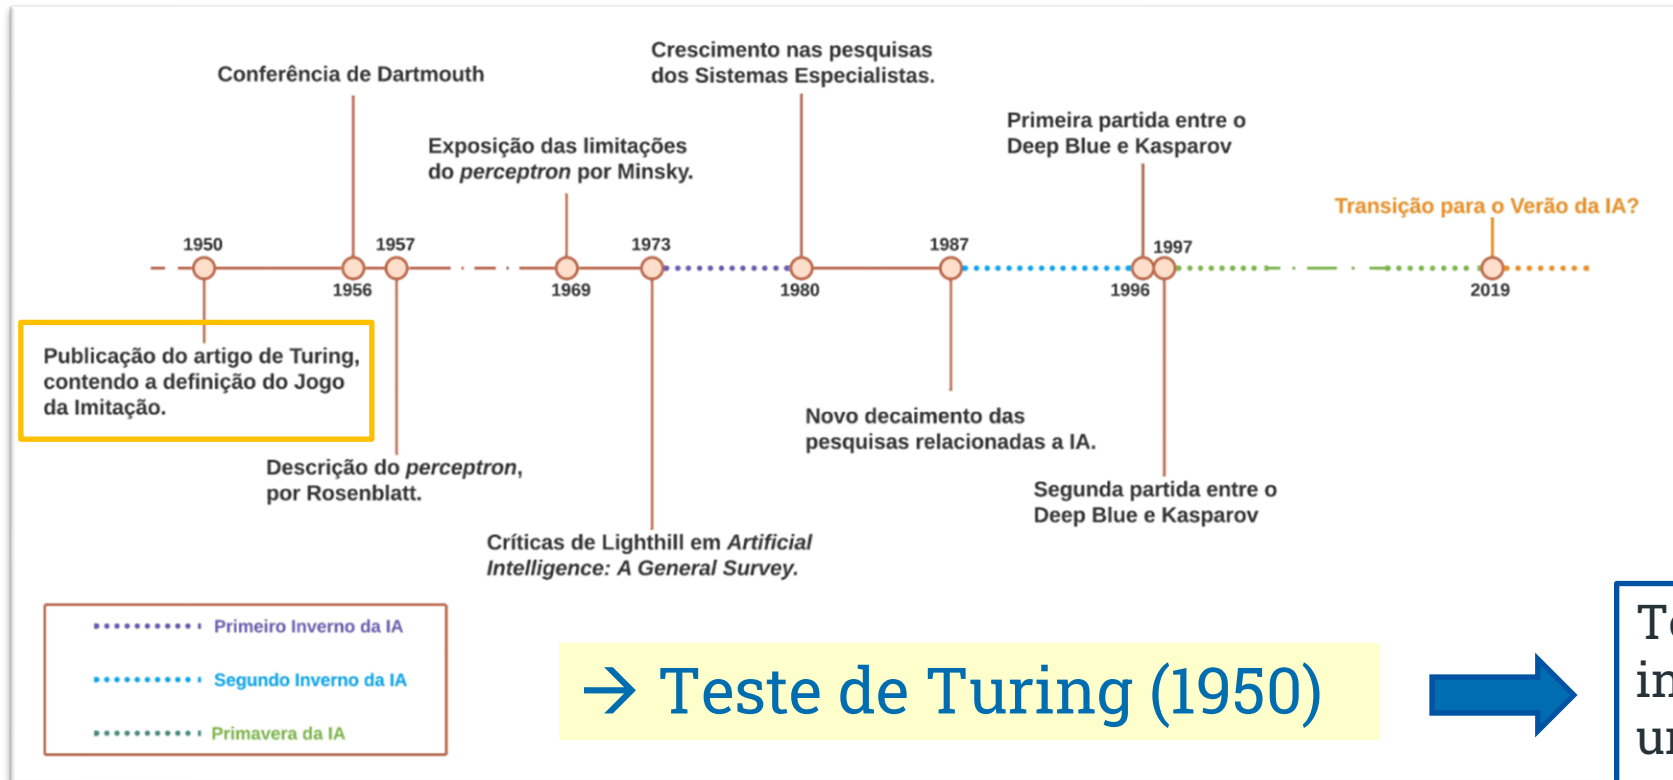 Conferência de Dartmouth
Crescimento nas pesquisas
dos Sistemas Especialistas.
Exposição das limitações
do perceptron por Minsky.
Primeira partida entre o
Deep Blue e Kasparov
Transição para o Verão da IA?
1950
1957
1973
1987
1997
1956
1969
1980
1996
2019
Publicação do artigo de Turing,
contendo a definição do Jogo
da Imitação.
Descrição do perceptron,
por Rosenblatt.
Novo decaimento das
pesquisas relacionadas a IA.
Segunda partida entre o
Deep Blue e Kasparov
Críticas de Lighthill em Artificial
Intelligence: A General Survey.
Primeiro Inverno da IA
Segundo Inverno da IA
Primavera da IA
→ Teste de Turing (1950)